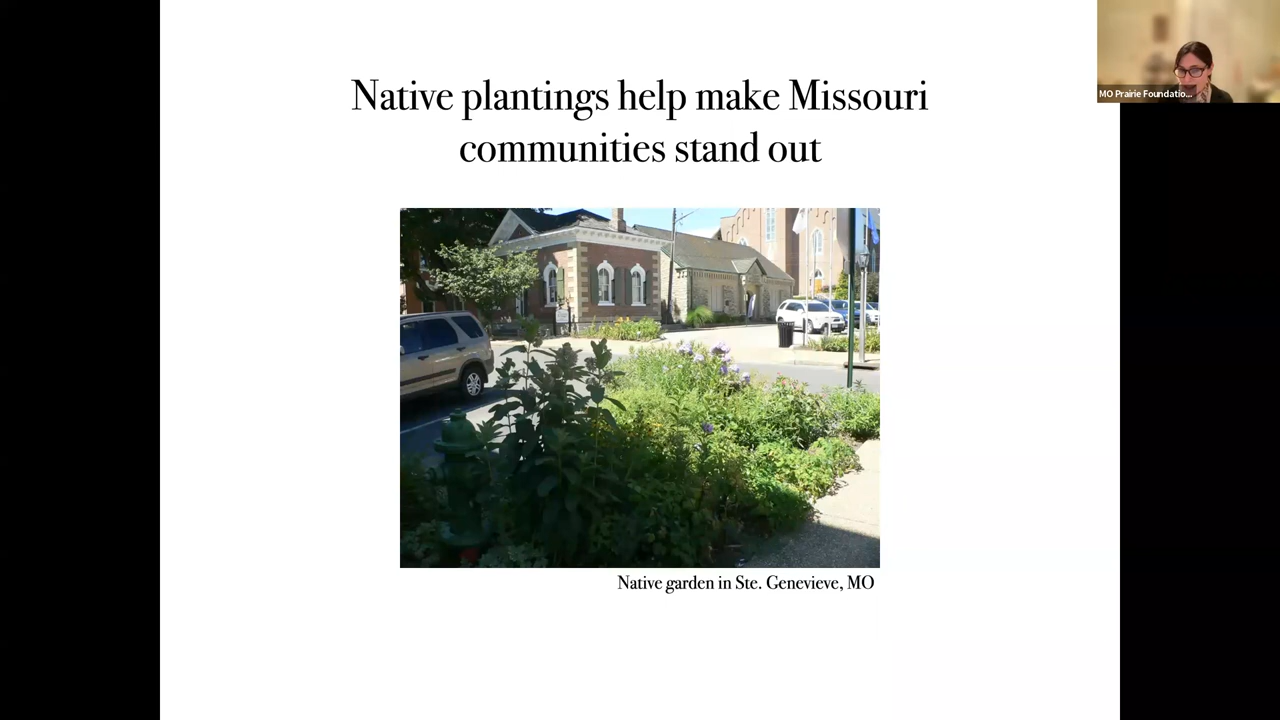 Native plantings help make Missouri
communities stand out
MO Prairie Foundatio...
Native garden in Ste. Genevieve, MO